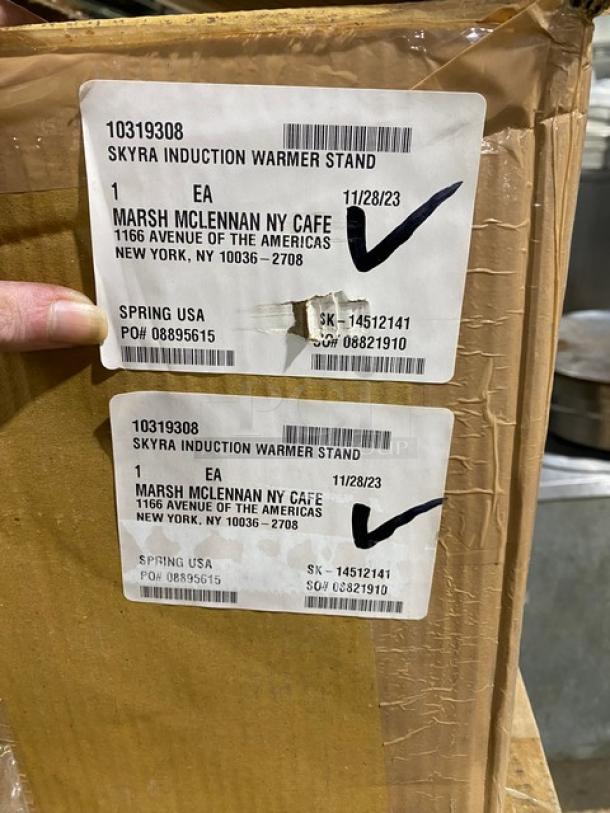 10319308
SKYRA INDUCTION WARMER STAND
1 EA 11/28/23
MARSH MCLENNAN NY CAFE
1166 AVENUE OF THE AMERICAS
NEW YORK, NY 10036-2708
SPRING USA SK-14512141
PO# 08895615 SO# 08821910
10319308
SKYRA INDUCTION WARMER STAND
1 EA 11/28/23
MARSH MCLENNAN NY CAFE
1166 AVENUE OF THE AMERICAS
NEW YORK, NY 10036-2708
SPRING USA SK-14512141
PO# 08895615 SO# 08821910